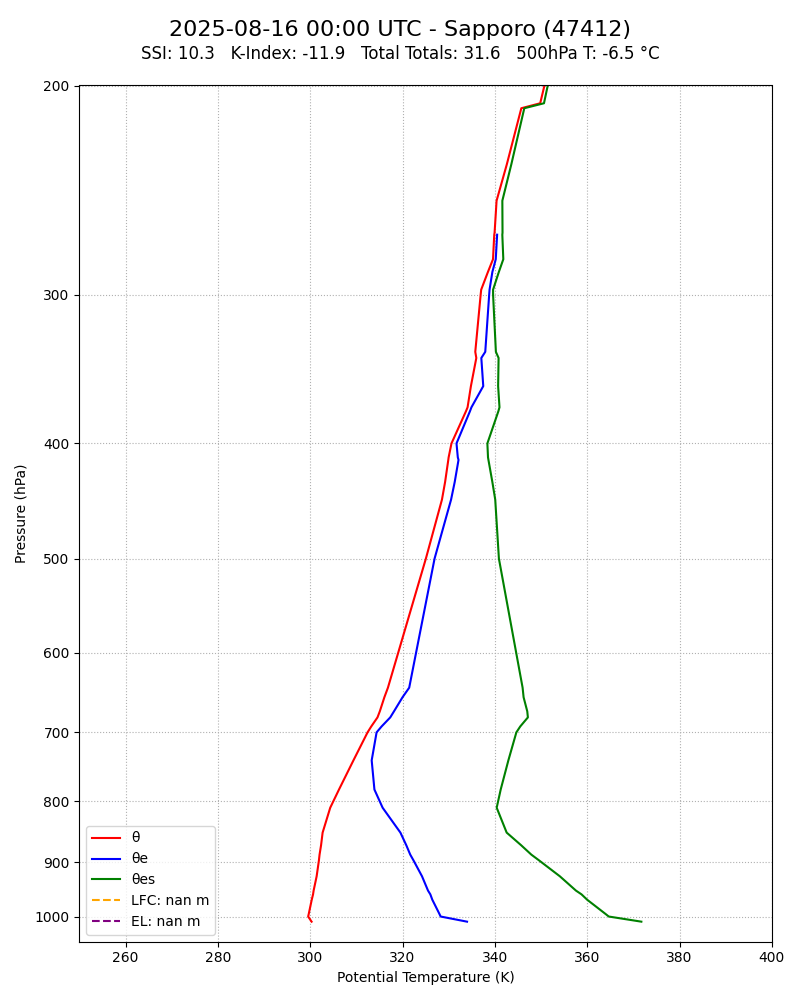 2025-08-16 00:00 UTC - Sapporo (47412)
SSI: 10.3   K-Index: -11.9   Total Totals: 31.6   500hPa T: -6.5 °C
200
300
400
500
600
700
800
900
1000
Pressure (hPa)
θ
θe
θes
LFC: nan m
EL: nan m
260 280 300 320 340 360 380 400
Potential Temperature (K)